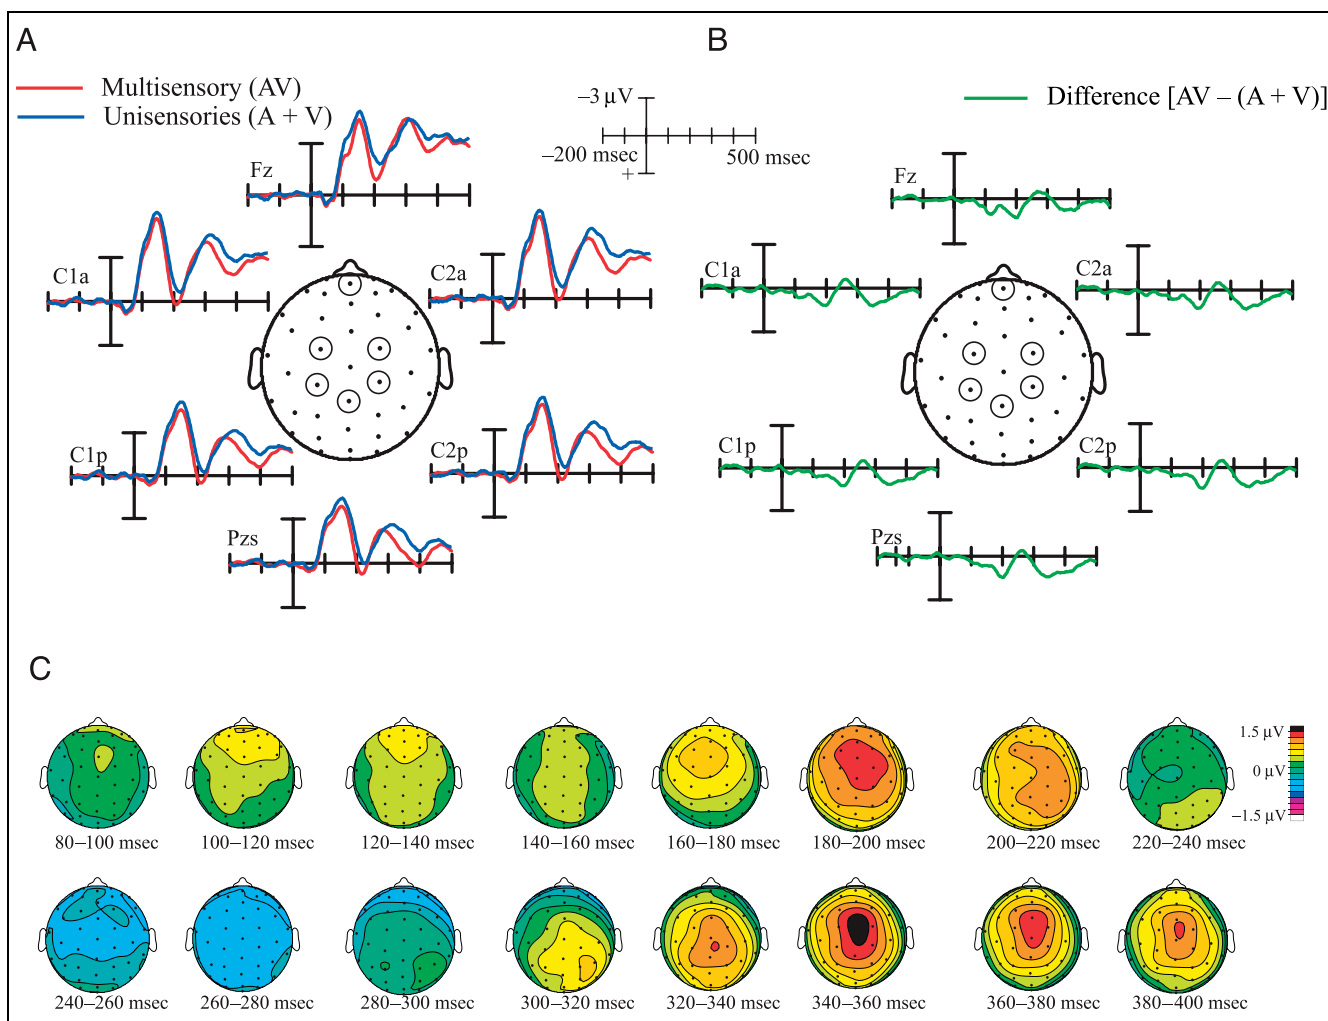 A
B
Multisensory (AV)
Unisensories (A + V)
−3 μV
−200 msec
500 msec
+
Difference [AV – (A + V)]
Fz
C1a
C2a
C1p
C2p
Pzs
Fz
C1a
C2a
C1p
C2p
Pzs
C
80–100 msec
100–120 msec
120–140 msec
140–160 msec
160–180 msec
180–200 msec
200–220 msec
220–240 msec
1.5 μV
0 μV
−1.5 μV
240–260 msec
260–280 msec
280–300 msec
300–320 msec
320–340 msec
340–360 msec
360–380 msec
380–400 msec